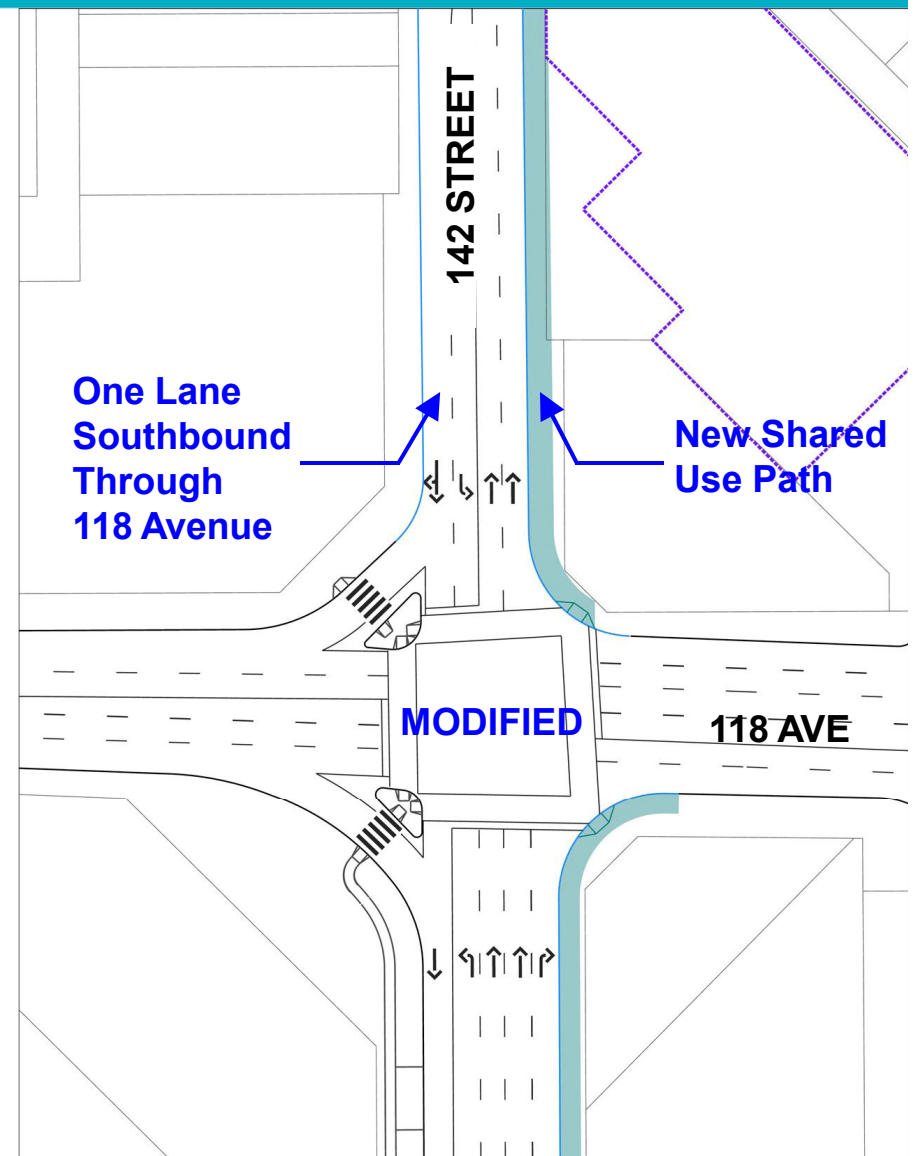 142 STREET
One Lane
Southbound
Through
118 Avenue
New Shared
Use Path
MODIFIED
118 AVE